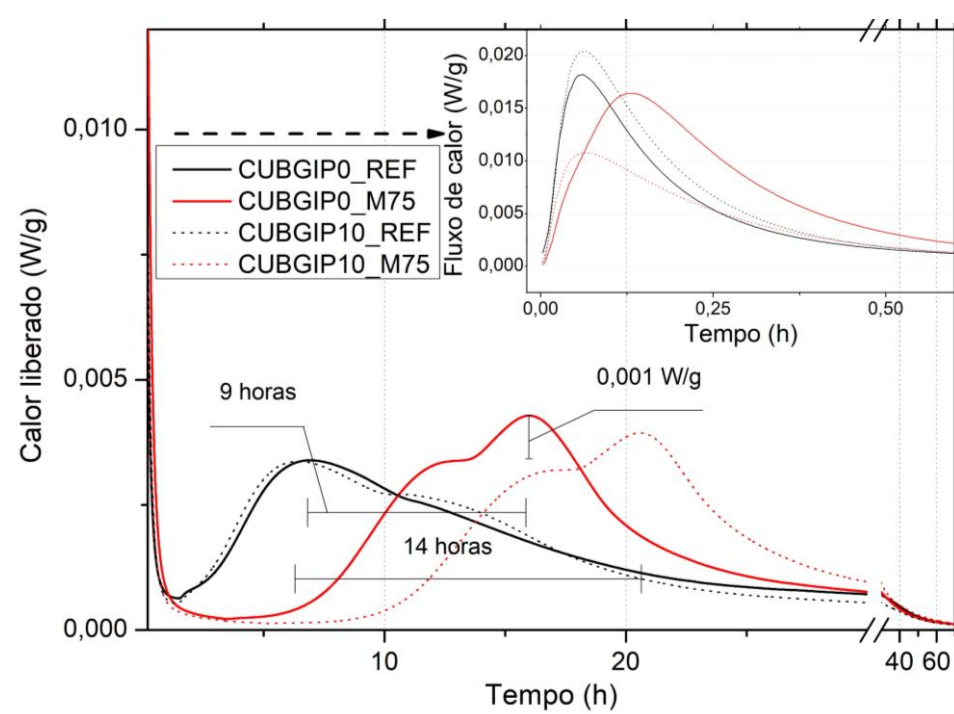 0,020
0,015
0,010
0,005
0,000
Fluxo de calor (W/g)
0,00
0,25
0,50
Tempo (h)
0,010
0,005
0,000
Calor liberado (W/g)
CUBGIP0_REF
CUBGIP0_M75
CUBGIP10_REF
CUBGIP10_M75
9 horas
0,001 W/g
14 horas
10
20
40
60
Tempo (h)